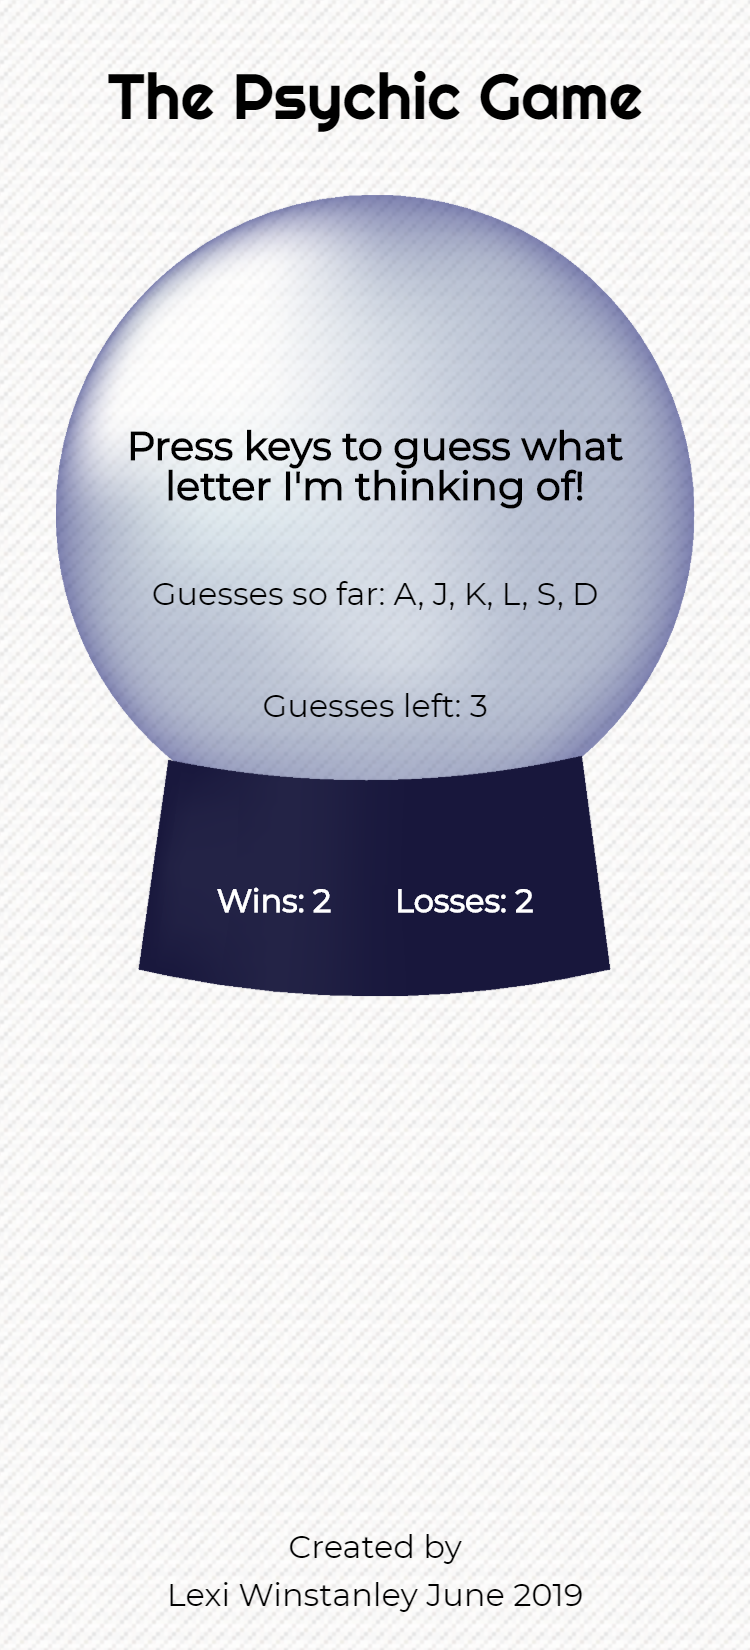 The Psychic Game
Press keys to guess what
letter I'm thinking of!
Guesses so far: A, J, K, L, S, D
Guesses left: 3
Wins: 2 Losses: 2
Created by
Lexi Winstanley June 2019